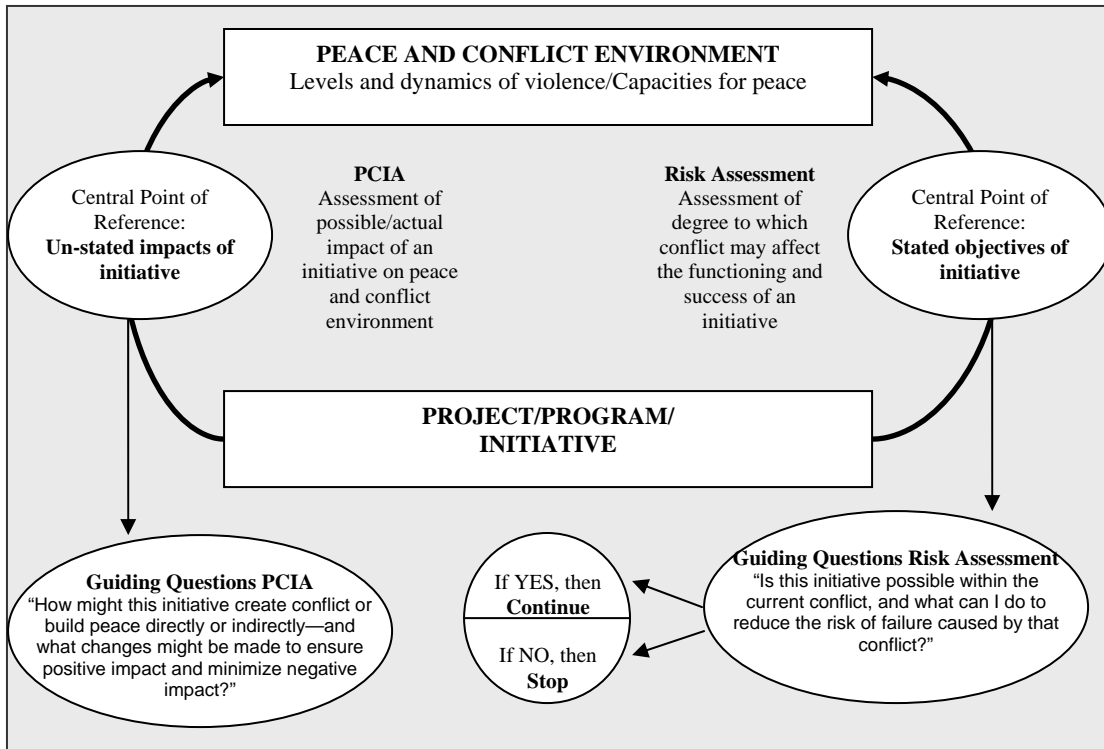 PEACE AND CONFLICT ENVIRONMENT
Levels and dynamics of violence/Capacities for peace
Central Point of
Reference:
Un-stated impacts of
initiative
PCIA
Assessment of
possible/actual
impact of an
initiative on peace
and conflict
environment
Risk Assessment
Assessment of
degree to which
conflict may affect
the functioning and
success of an
initiative
Central Point of
Reference:
Stated objectives of
initiative
PROJECT/PROGRAM/
INITIATIVE
Guiding Questions PCIA
“How might this initiative create conflict or
build peace directly or indirectly—and
what changes might be made to ensure
positive impact and minimize negative
impact?”
If YES, then
Continue
If NO, then
Stop
Guiding Questions Risk Assessment
“Is this initiative possible within the
current conflict, and what can I do to
reduce the risk of failure caused by that
conflict?”